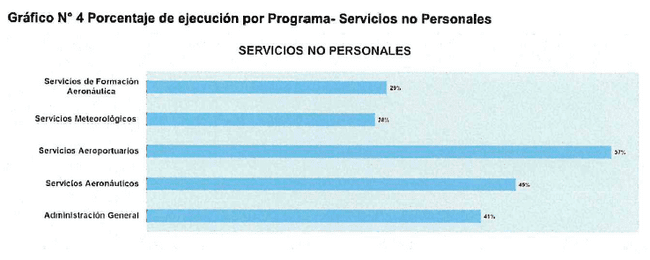 Gráfico N° 4 Porcentaje de ejecución por Programa- Servicios no Personales
SERVICIOS NO PERSONALES
Servicios de Formación
Aeronáutica
29%
Servicios Meteorológicos
28%
Servicios Aeroportuarios
57%
Servicios Aeronáuticos
45%
Administración General
41%